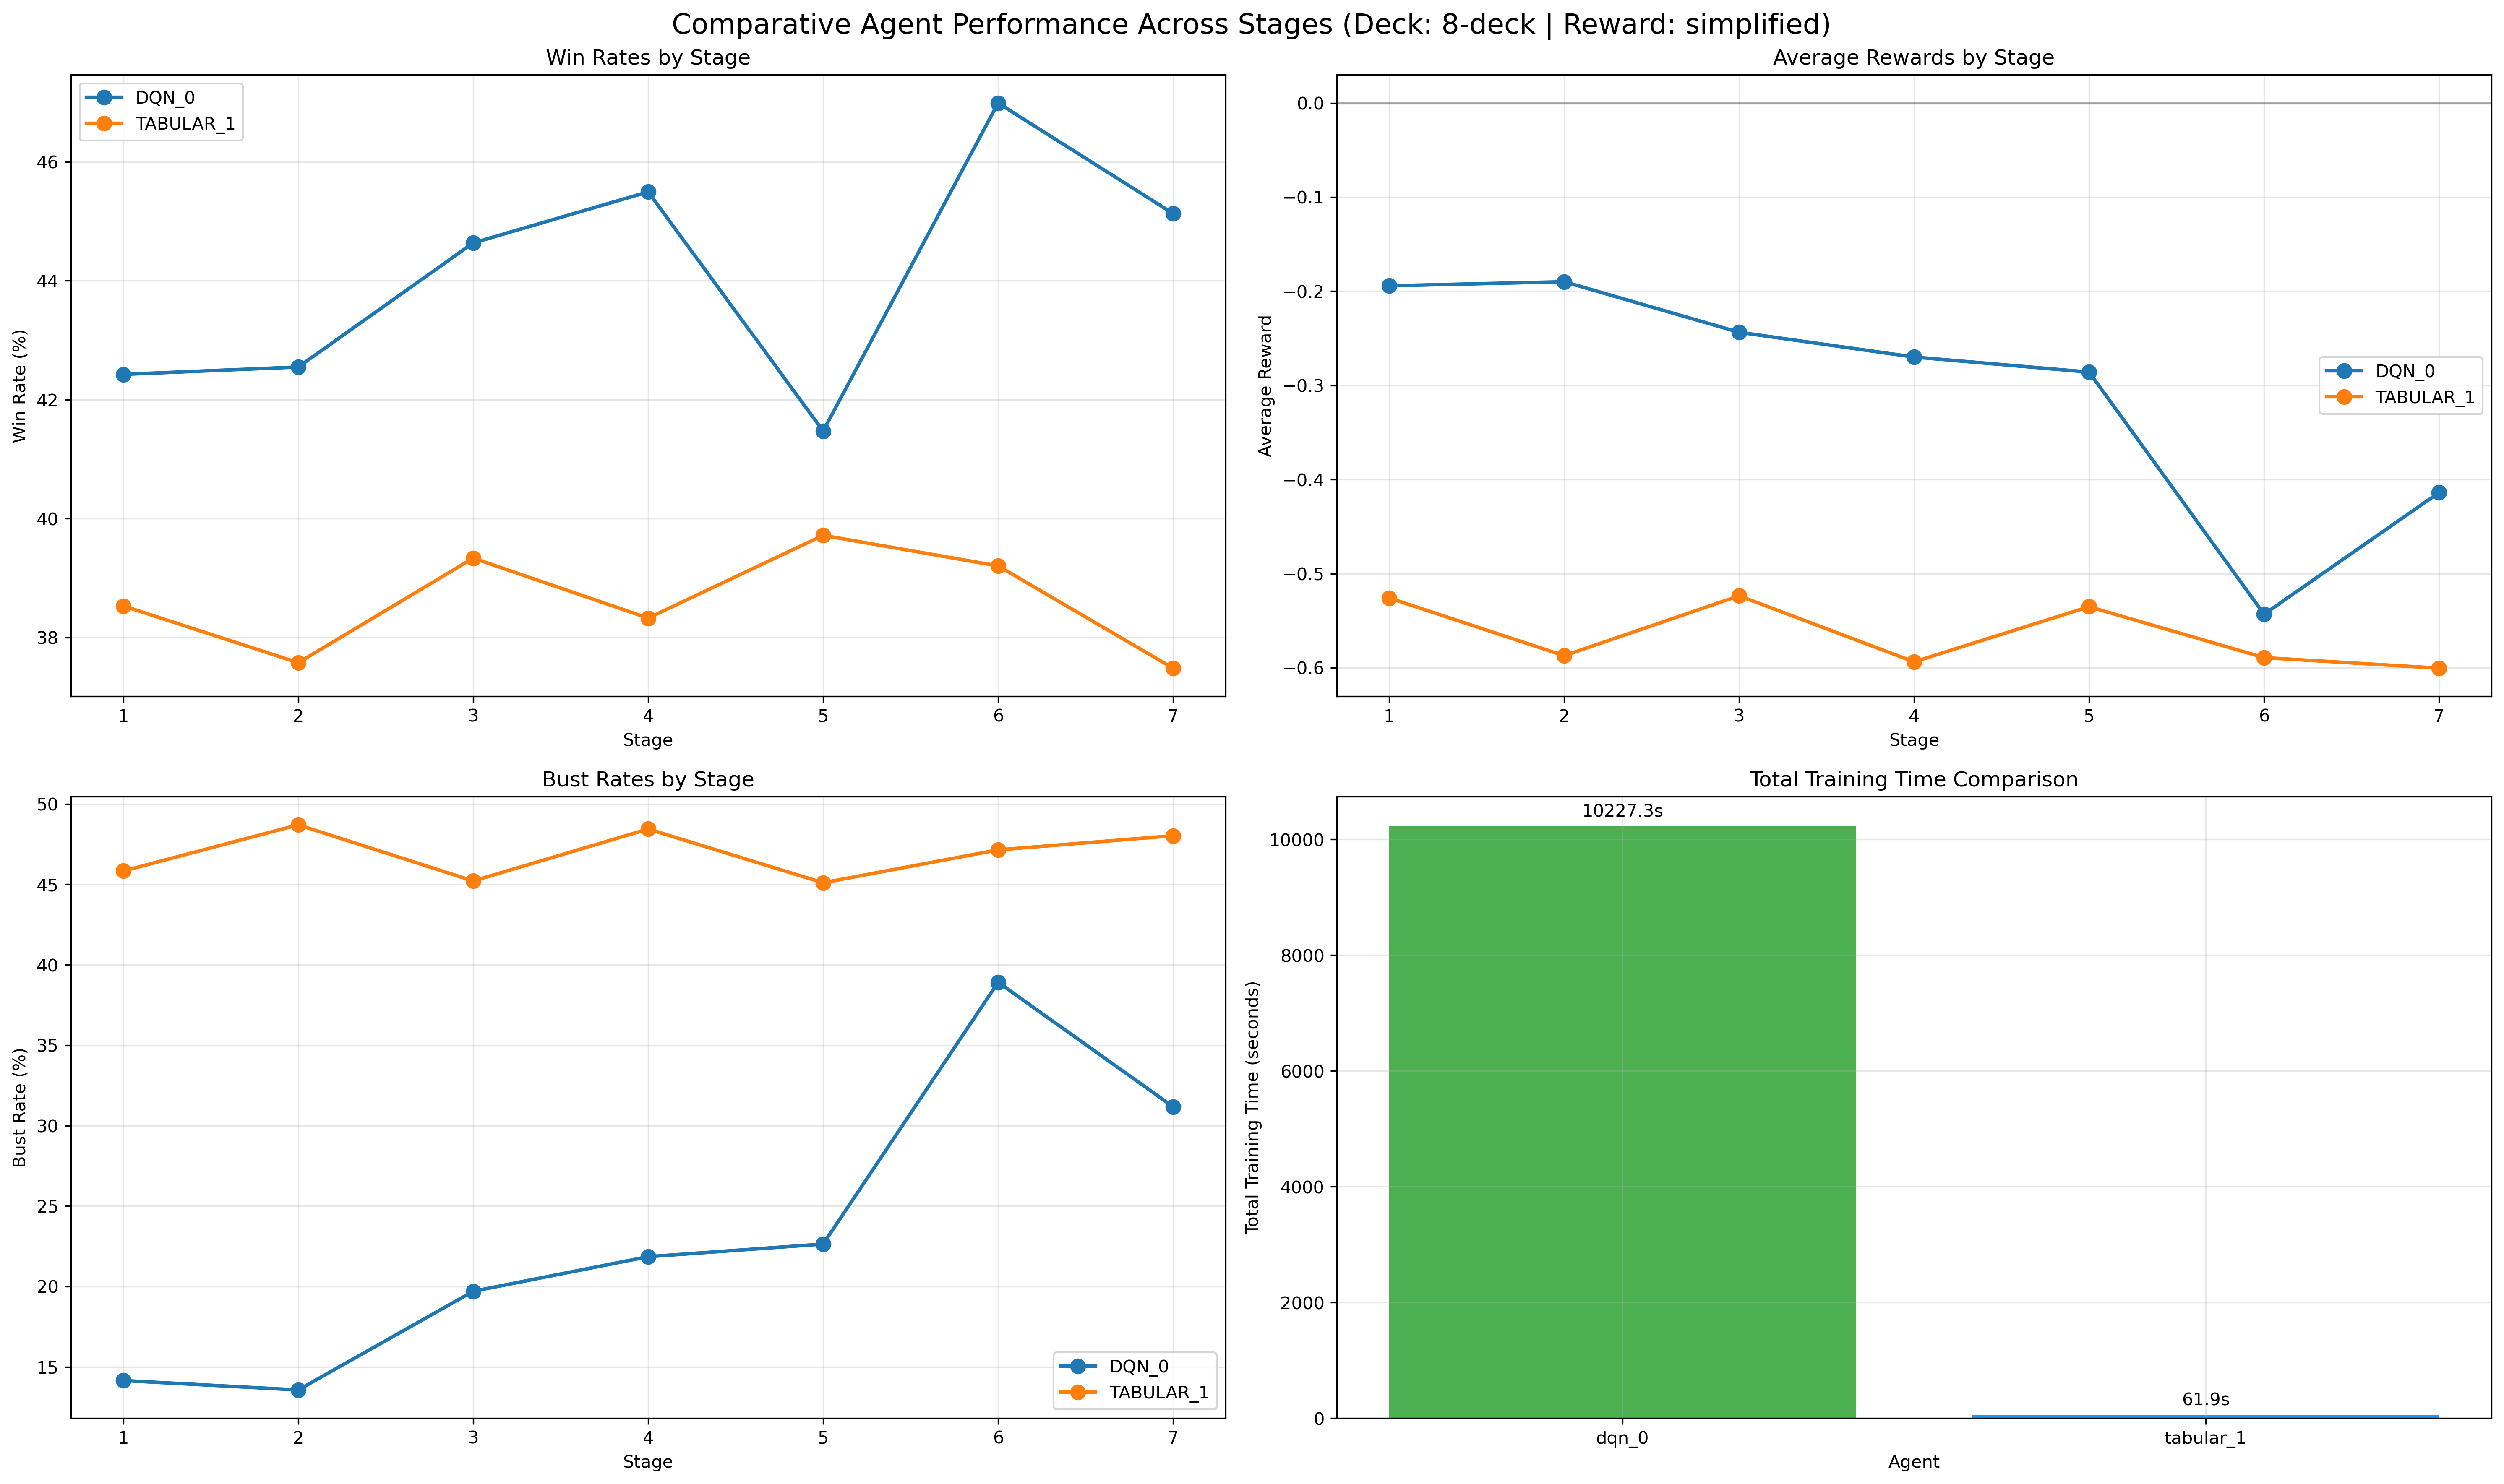 Comparative Agent Performance Across Stages (Deck: 8-deck | Reward: simplified)
Win Rates by Stage
DQN_0
TABULAR_1
46
44
42
40
38
Win Rate (%)
1 2 3 4 5 6 7
Stage
Average Rewards by Stage
0.0
−0.1
−0.2
−0.3
−0.4
−0.5
−0.6
Average Reward
DQN_0
TABULAR_1
1 2 3 4 5 6 7
Stage
Bust Rates by Stage
50
45
40
35
30
25
20
15
Bust Rate (%)
DQN_0
TABULAR_1
1 2 3 4 5 6 7
Stage
Total Training Time Comparison
10227.3s
61.9s
10000
8000
6000
4000
2000
0
Total Training Time (seconds)
dqn_0 tabular_1
Agent